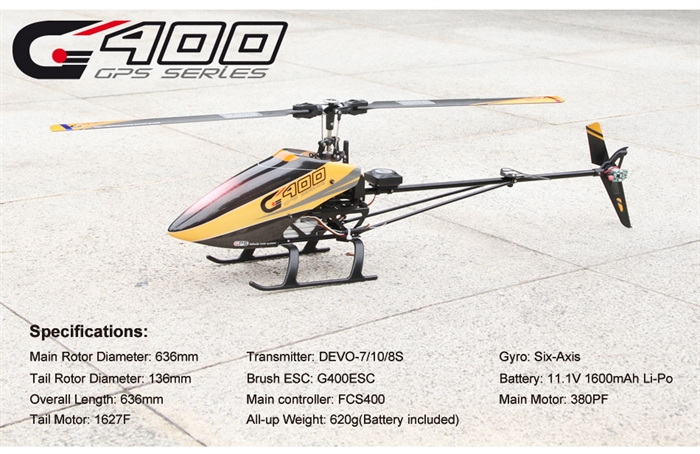 G400
GPS SERIES
G400
Specifications:
Main Rotor Diameter: 636mm
Tail Rotor Diameter: 136mm
Overall Length: 636mm
Tail Motor: 1627F
Transmitter: DEVO-7/10/8S
Brush ESC: G400ESC
Main controller: FCS400
All-up Weight: 620g(Battery included)
Gyro: Six-Axis
Battery: 11.1V 1600mAh Li-Po
Main Motor: 380PF